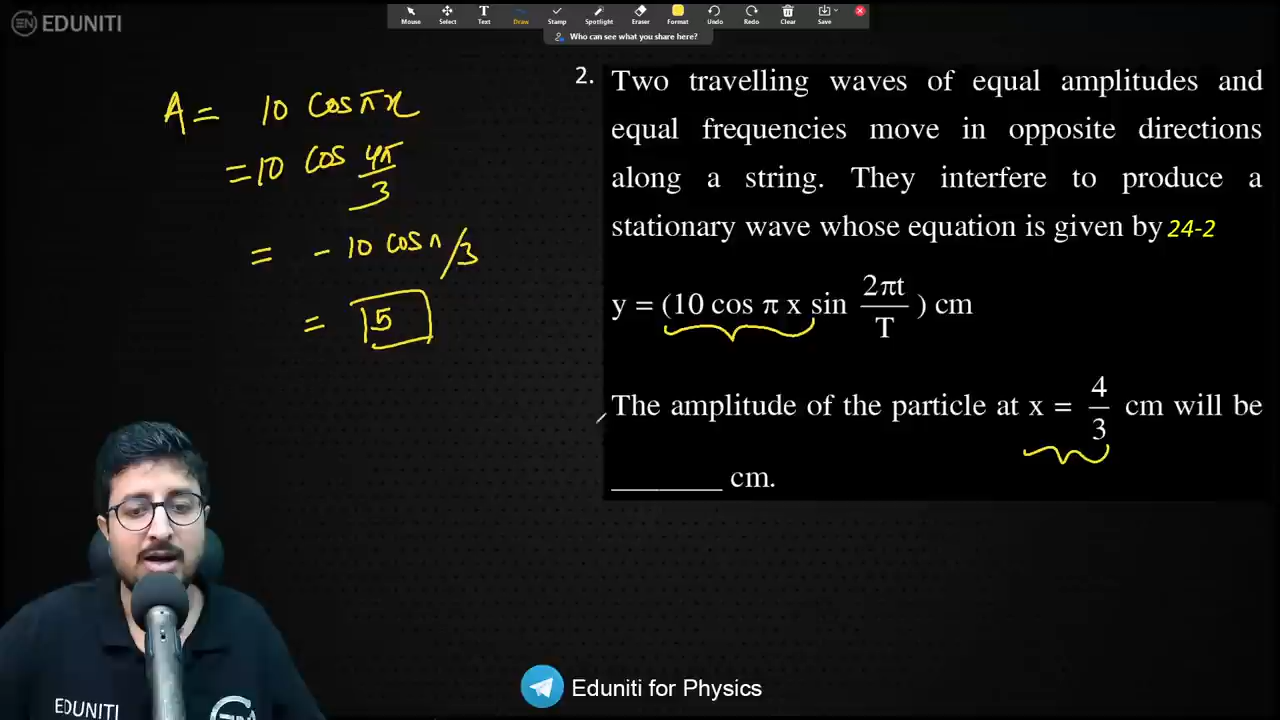 EDUNITI
Mouse Select Text Draw Stamp Spotlight Eraser Format Undo Redo Clear Save
Who can see what you share here?
A = 10 cos πx
= 10 cos 4π/3
= - 10 cos π/3
= 5
2. Two travelling waves of equal amplitudes and
equal frequencies move in opposite directions
along a string. They interfere to produce a
stationary wave whose equation is given by 24-2
y = (10 cos π x sin 2πt/T ) cm
The amplitude of the particle at x = 4/3 cm will be
________ cm.
EDUNITI
Eduniti for Physics